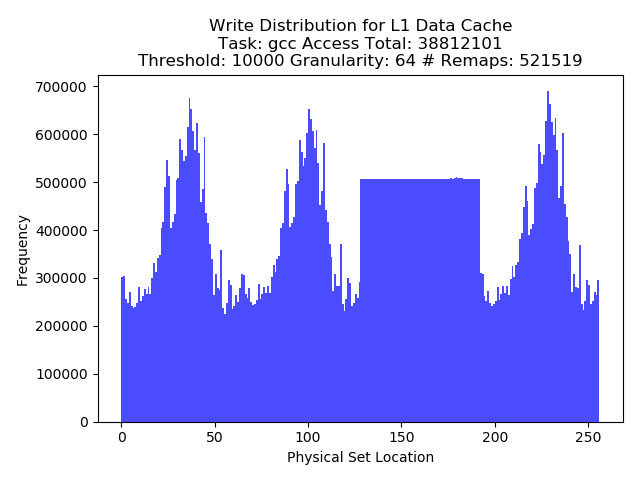 Write Distribution for L1 Data Cache
Task: gcc Access Total: 38812101
Threshold: 10000 Granularity: 64 # Remaps: 521519
700000
600000
500000
400000
300000
200000
100000
0
Frequency
0 50 100 150 200 250
Physical Set Location